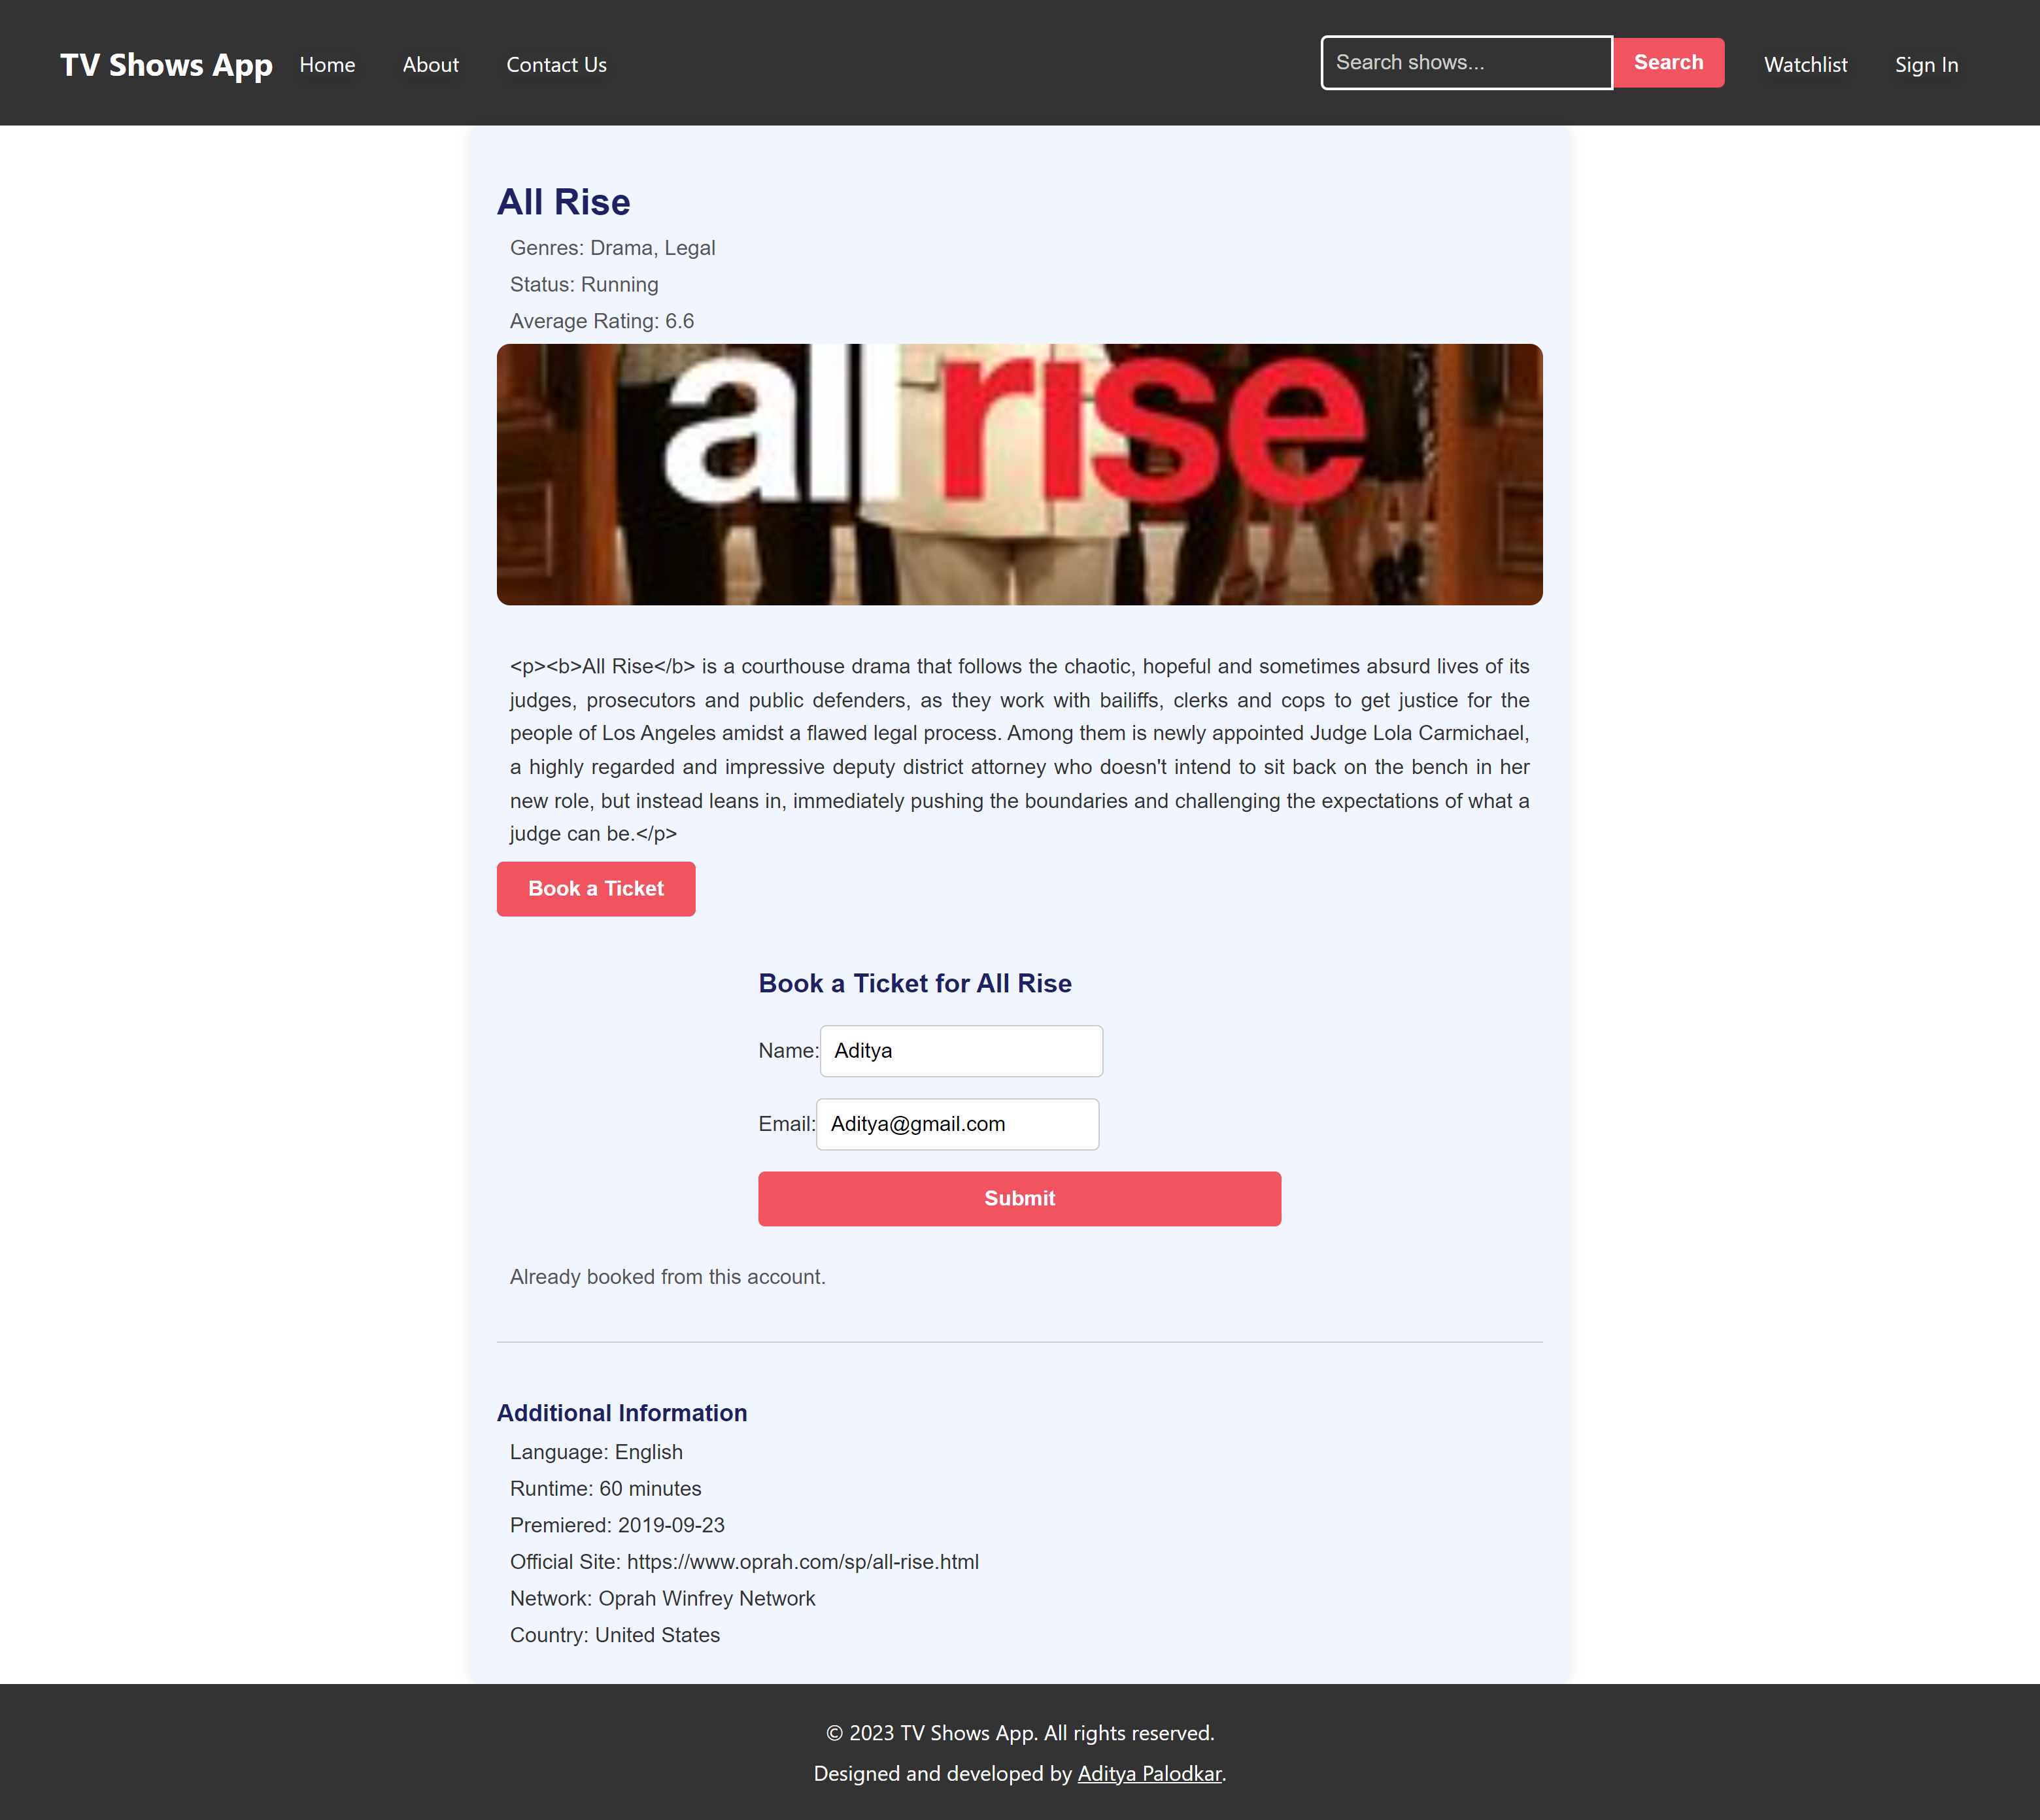 TV Shows App Home About Contact Us Search shows... Search Watchlist Sign In
All Rise
Genres: Drama, Legal
Status: Running
Average Rating: 6.6
all rise
<p><b>All Rise</b> is a courthouse drama that follows the chaotic, hopeful and sometimes absurd lives of its
judges, prosecutors and public defenders, as they work with bailiffs, clerks and cops to get justice for the
people of Los Angeles amidst a flawed legal process. Among them is newly appointed Judge Lola Carmichael,
a highly regarded and impressive deputy district attorney who doesn't intend to sit back on the bench in her
new role, but instead leans in, immediately pushing the boundaries and challenging the expectations of what a
judge can be.</p>
Book a Ticket
Book a Ticket for All Rise
Name: Aditya
Email: Aditya@gmail.com
Submit
Already booked from this account.
Additional Information
Language: English
Runtime: 60 minutes
Premiered: 2019-09-23
Official Site: https://www.oprah.com/sp/all-rise.html
Network: Oprah Winfrey Network
Country: United States
© 2023 TV Shows App. All rights reserved.
Designed and developed by Aditya Palodkar.